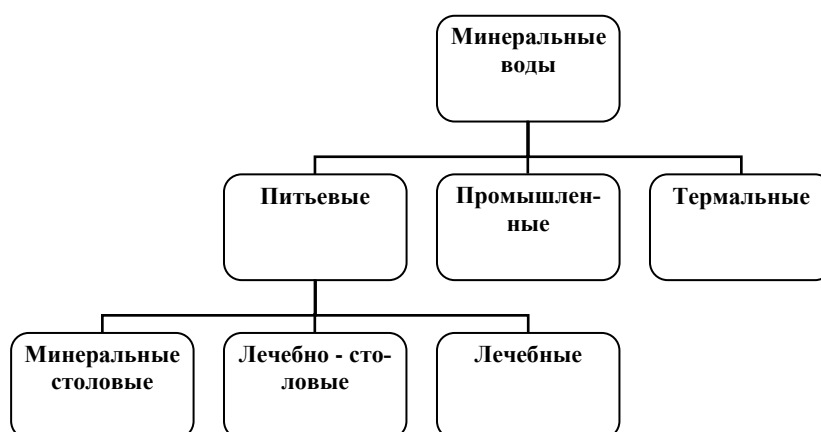 Минеральные
воды
Питьевые
Промышлен-
ные
Термальные
Минеральные
столовые
Лечебно - сто-
ловые
Лечебные